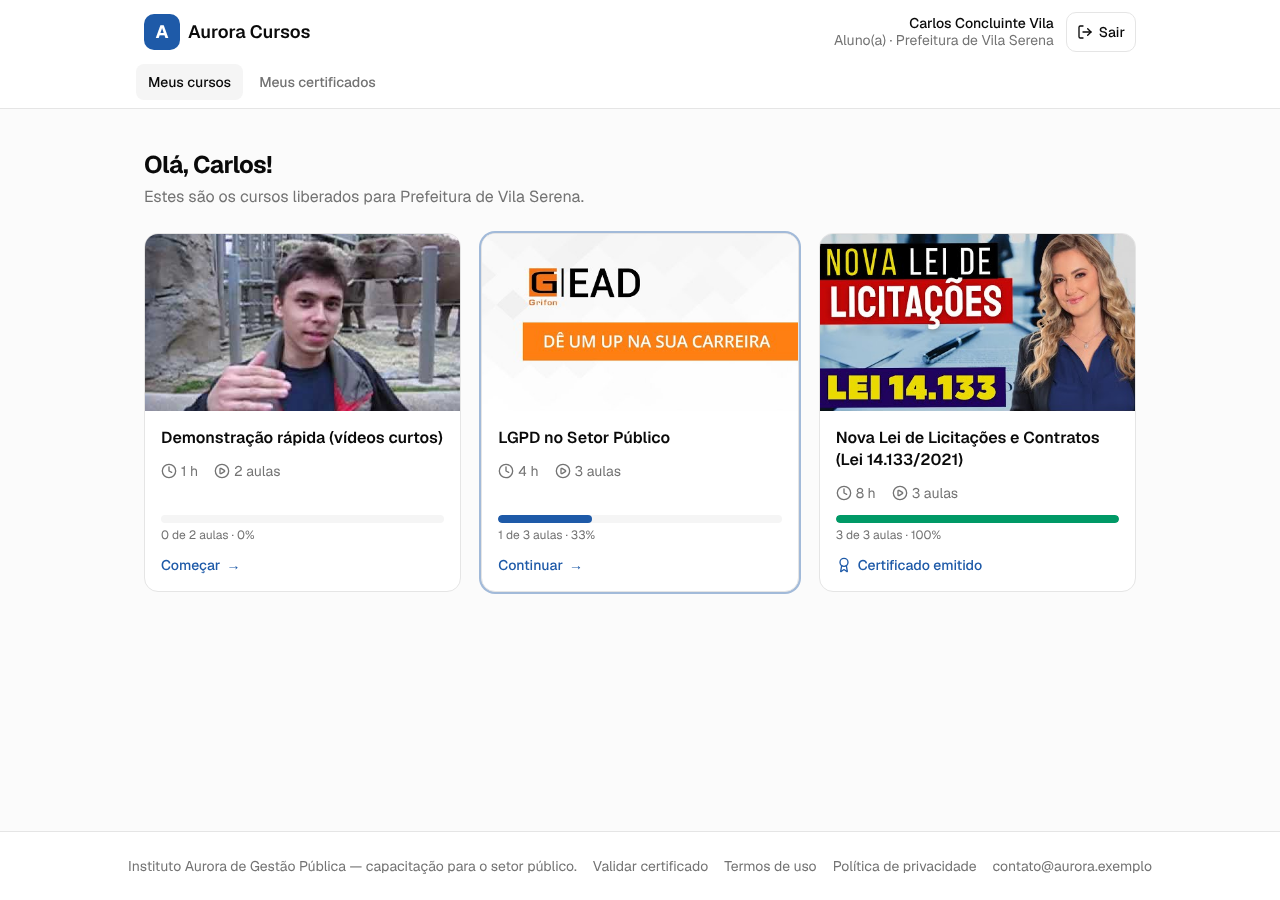 A
Aurora Cursos
Carlos Concluinte Vila
Aluno(a) · Prefeitura de Vila Serena
Sair
Meus cursos
Meus certificados
Olá, Carlos!
Estes são os cursos liberados para Prefeitura de Vila Serena.
G|EAD
Grifon
DÊ UM UP NA SUA CARREIRA
NOVA LEI DE
LICITAÇÕES
LEI 14.133
Demonstração rápida (vídeos curtos)
1 h
2 aulas
0 de 2 aulas · 0%
Começar →
LGPD no Setor Público
4 h
3 aulas
1 de 3 aulas · 33%
Continuar →
Nova Lei de Licitações e Contratos
(Lei 14.133/2021)
8 h
3 aulas
3 de 3 aulas · 100%
Certificado emitido
Instituto Aurora de Gestão Pública — capacitação para o setor público.
Validar certificado
Termos de uso
Política de privacidade
contato@aurora.exemplo